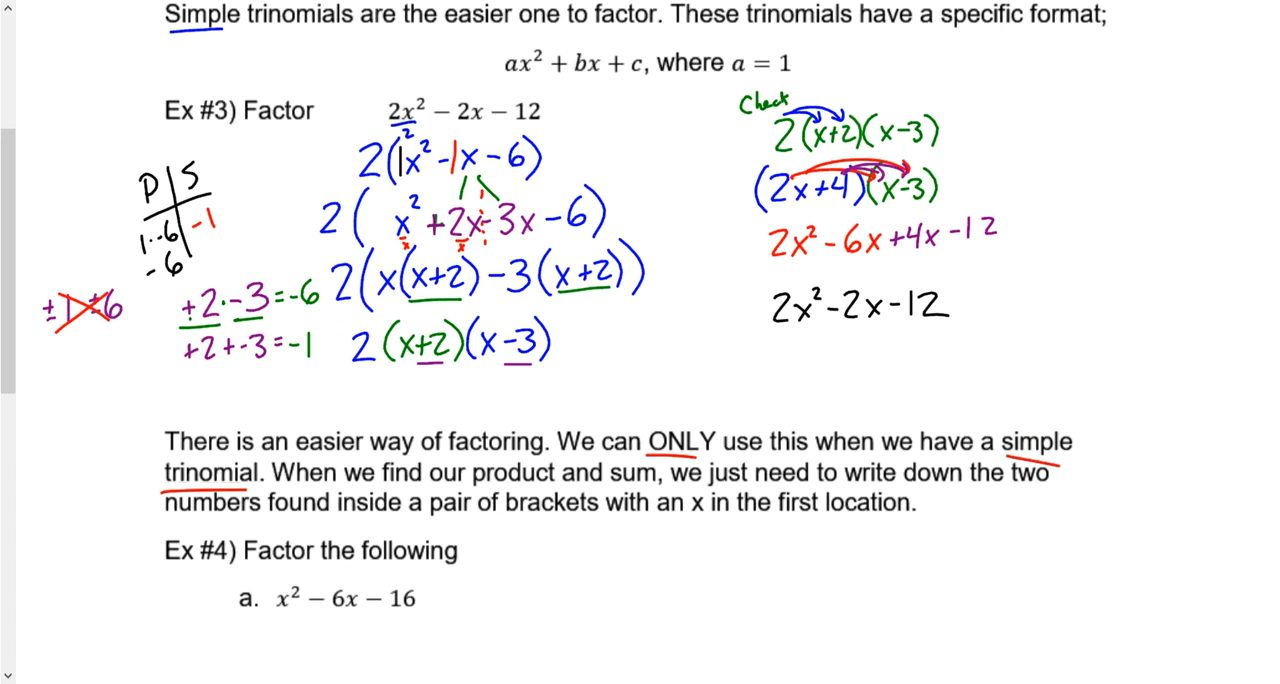 Simple trinomials are the easier one to factor. These trinomials have a specific format;
ax² + bx + c, where a = 1
Ex #3) Factor 2x² – 2x – 12
2
2(1x² -1x - 6)
P | S
1·-6 | -1
-6
2( x² +2x -3x -6)
x x
2(x(x+2) -3(x+2))
±1 ±6
+2·-3=-6
+2+-3=-1
2(x+2)(x-3)
Check
2(x+2)(x-3)
(2x+4)(x-3)
2x² - 6x +4x -12
2x² -2x -12
There is an easier way of factoring. We can ONLY use this when we have a simple
trinomial. When we find our product and sum, we just need to write down the two
numbers found inside a pair of brackets with an x in the first location.
Ex #4) Factor the following
a. x² – 6x – 16